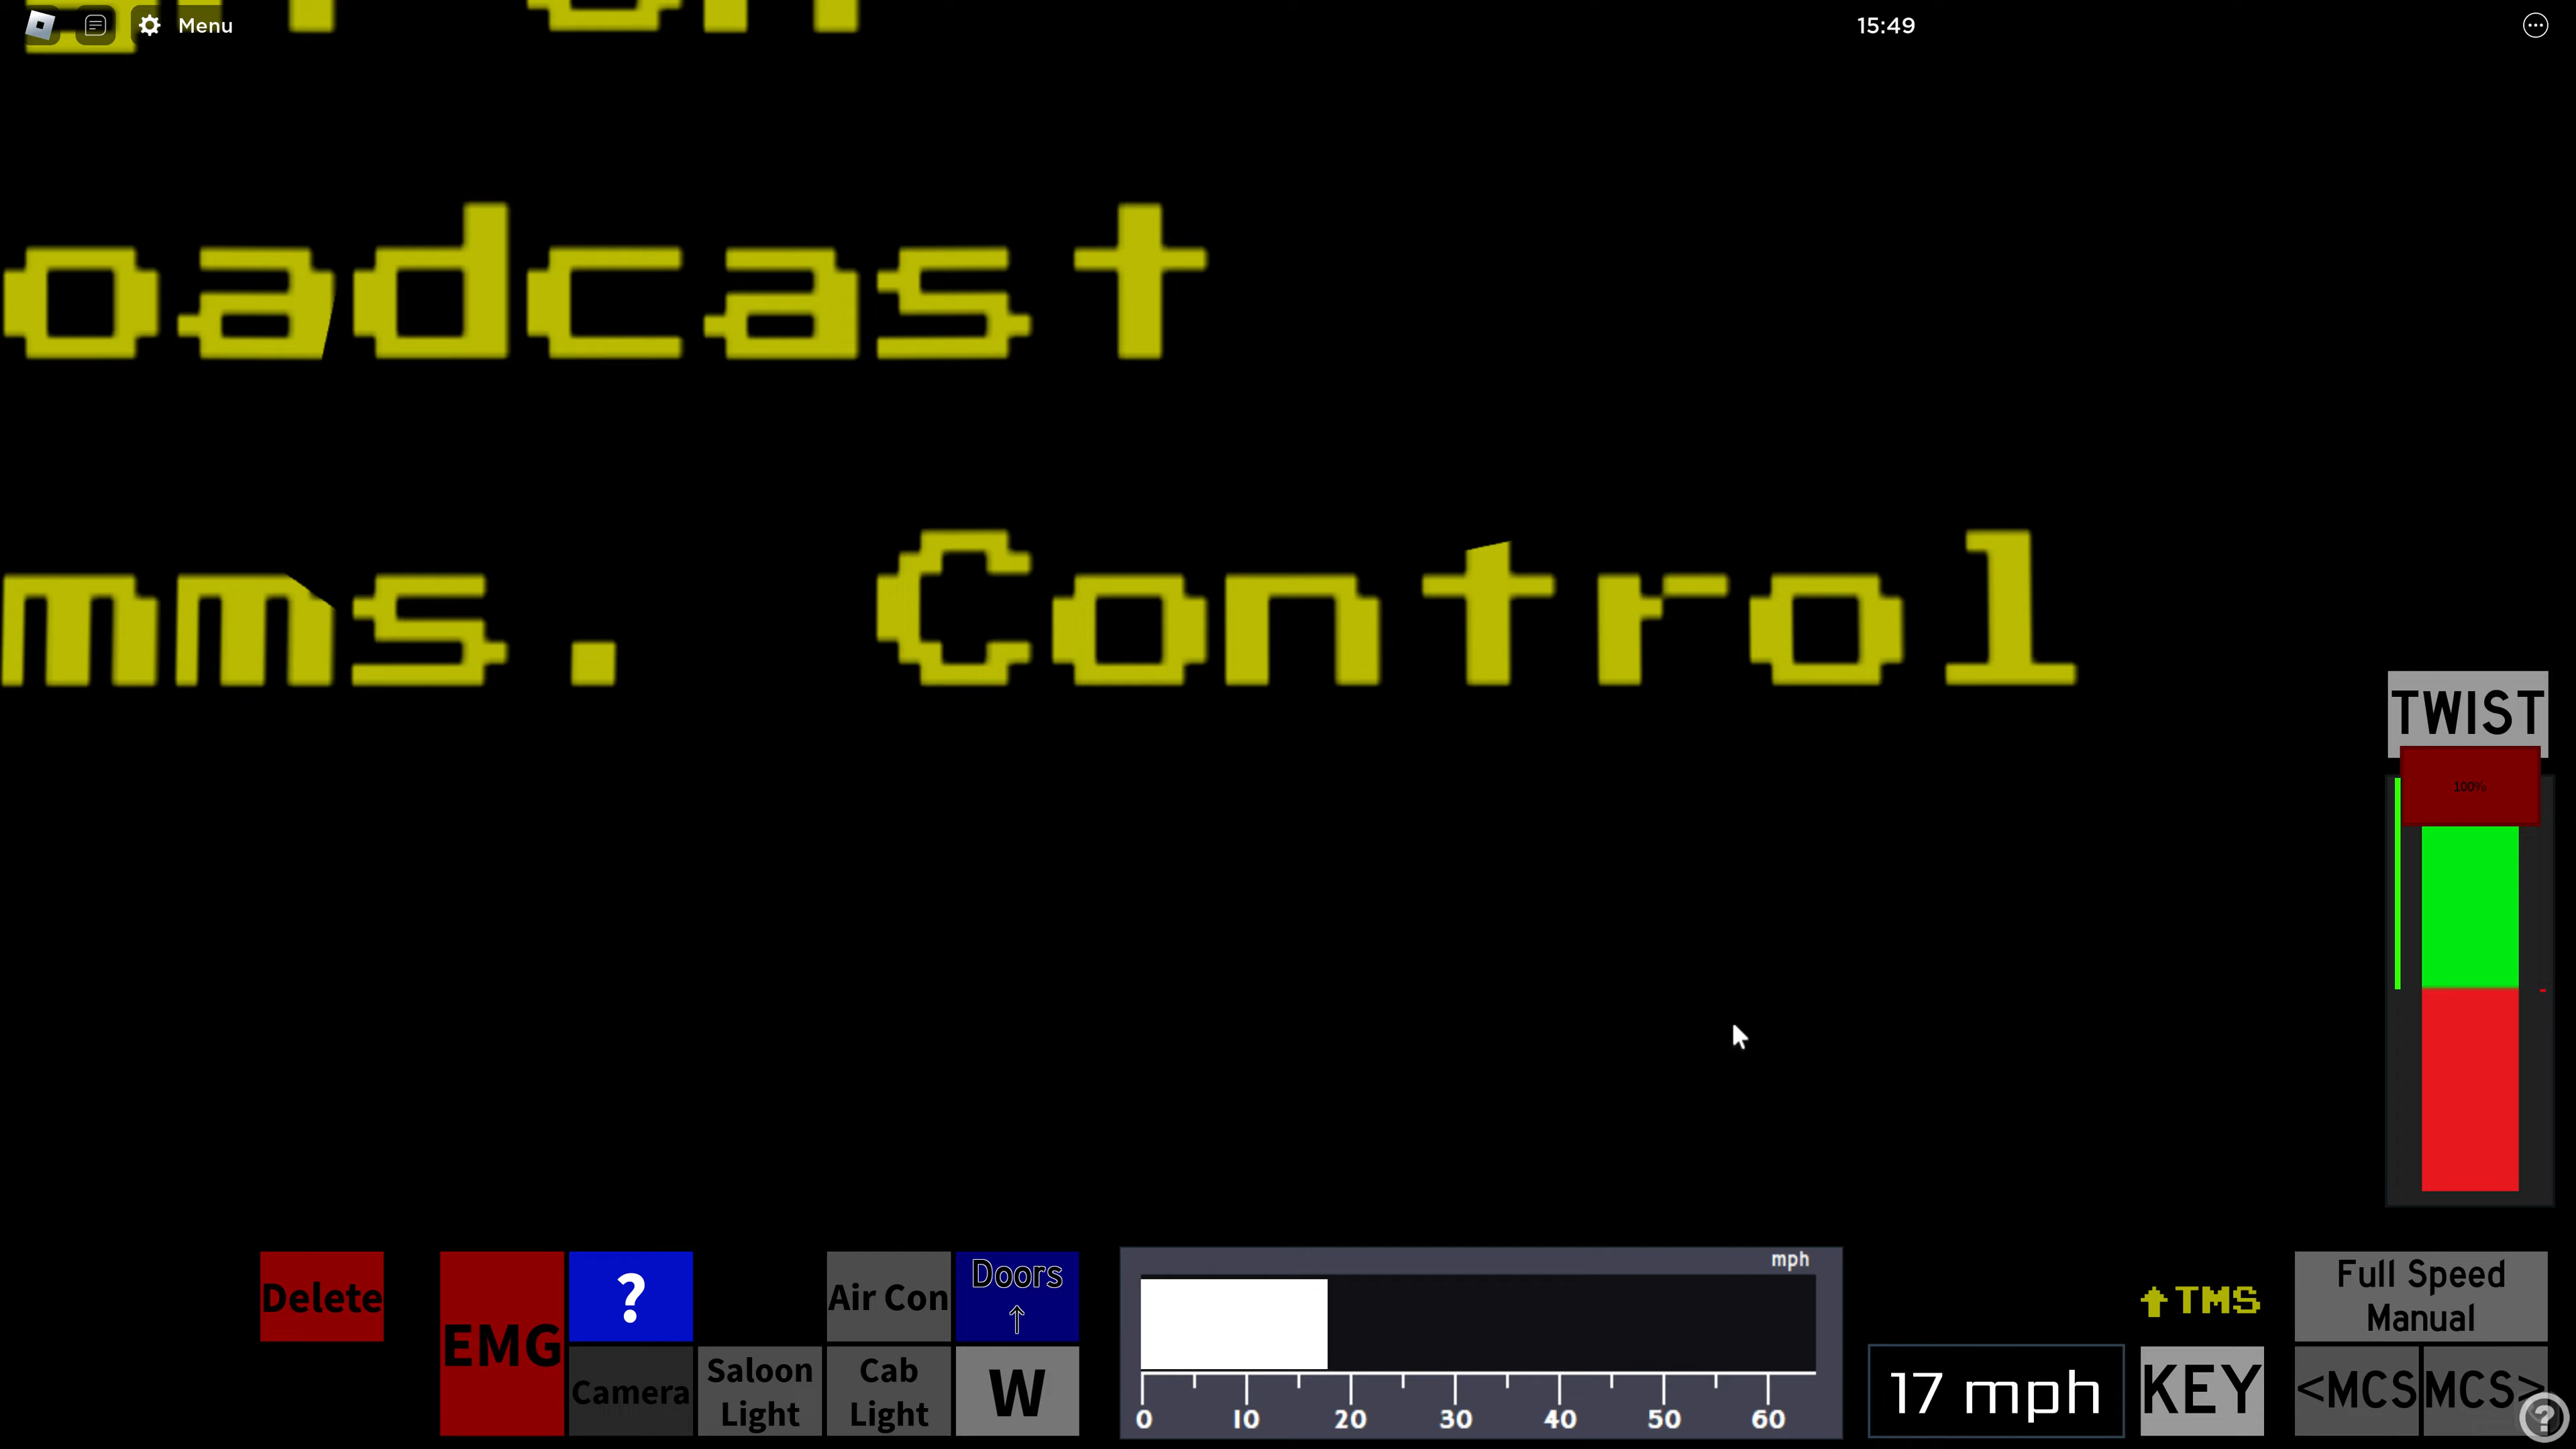 Menu
15:49
oadcast
mms. Control
TWIST
100%
Delete
EMG
?
Camera
Saloon
Light
Air Con
Cab
Light
Doors
↑
W
mph
0 10 20 30 40 50 60
17 mph
↑TMS
KEY
Full Speed
Manual
<MCS
MCS>
?